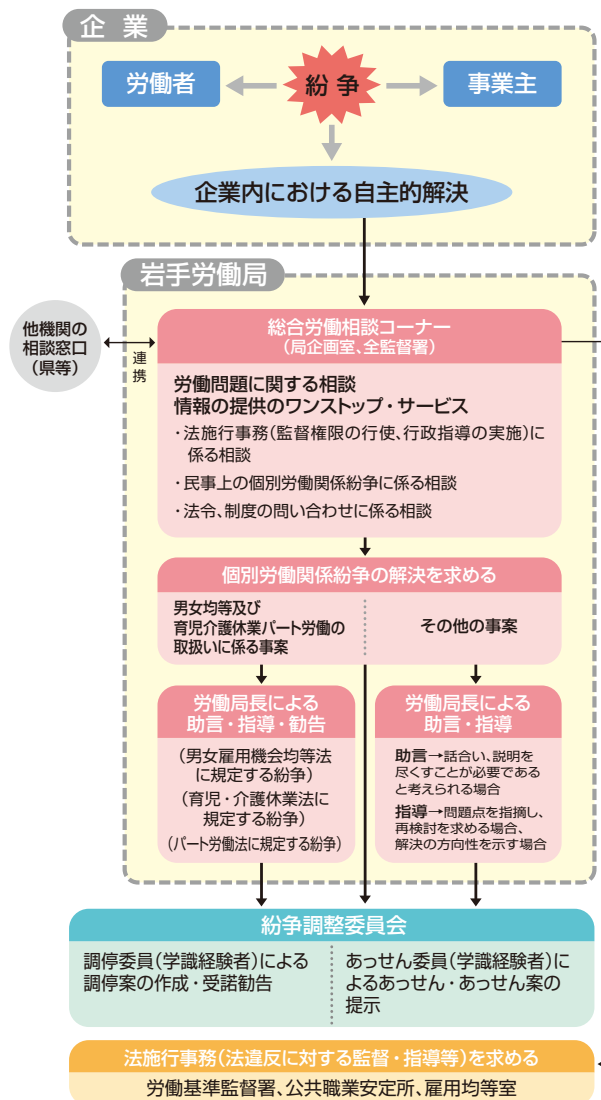 企業
労働者
紛争
事業主
企業内における自主的解決
岩手労働局
他機関の
相談窓口
（県等）
連
携
総合労働相談コーナー
（局企画室、全監督署）
労働問題に関する相談
情報の提供のワンストップ・サービス
・法施行事務（監督権限の行使、行政指導の実施）に
係る相談
・民事上の個別労働関係紛争に係る相談
・法令、制度の問い合わせに係る相談
個別労働関係紛争の解決を求める
男女均等及び
育児介護休業パート労働の
取扱いに係る事案
その他の事案
労働局長による
助言・指導・勧告
（男女雇用機会均等法
に規定する紛争）
（育児・介護休業法に
規定する紛争）
（パート労働法に規定する紛争）
労働局長による
助言・指導
助言→話合い、説明を
尽くすことが必要である
と考えられる場合
指導→問題点を指摘し、
再検討を求める場合、
解決の方向性を示す場合
紛争調整委員会
調停委員（学識経験者）による
調停案の作成・受諾勧告
あっせん委員（学識経験者）に
よるあっせん・あっせん案の
提示
法施行事務（法違反に対する監督・指導等）を求める
労働基準監督署、公共職業安定所、雇用均等室